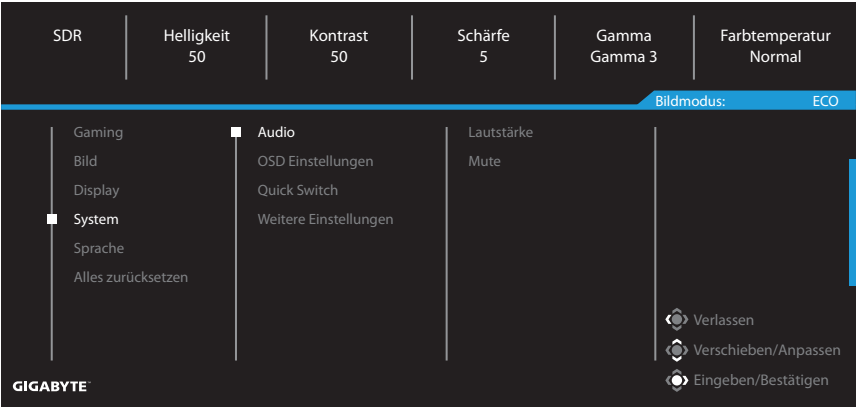 SDR Helligkeit Kontrast Schärfe Gamma Farbtemperatur
50 50 5 Gamma 3 Normal
Bildmodus: ECO
Gaming Audio Lautstärke
Bild OSD Einstellungen Mute
Display Quick Switch
System Weitere Einstellungen
Sprache
Alles zurücksetzen
Verlassen
Verschieben/Anpassen
GIGABYTE™ Eingeben/Bestätigen